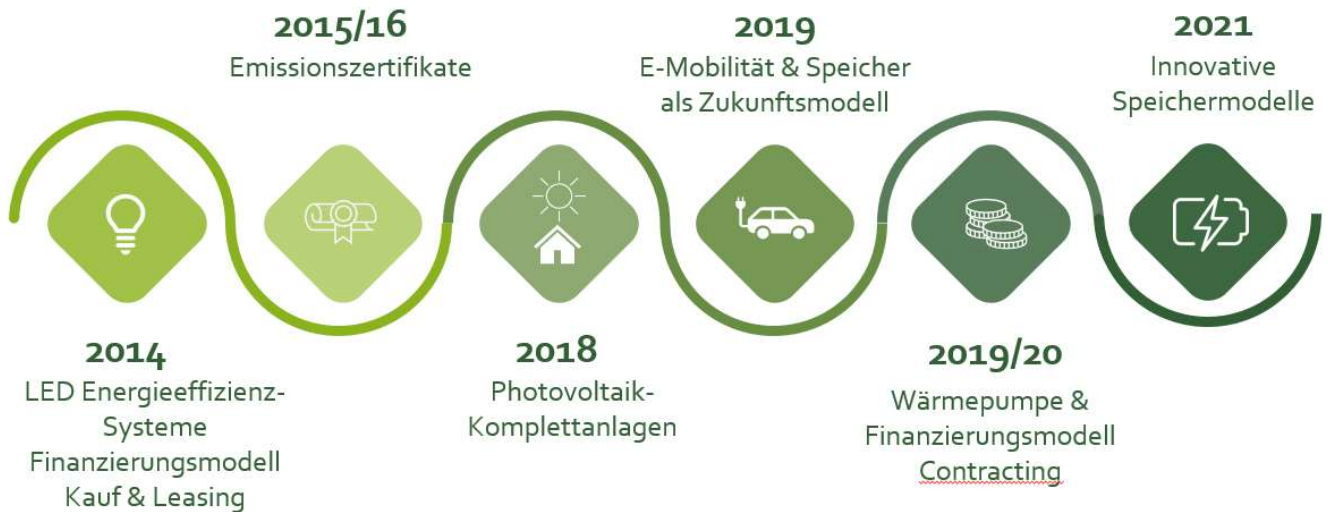 2015/16
Emissionszertifikate
2019
E-Mobilität & Speicher
als Zukunftsmodell
2021
Innovative
Speichermodelle
2014
LED Energieeffizienz-
Systeme
Finanzierungsmodell
Kauf & Leasing
2018
Photovoltaik-
Komplettanlagen
2019/20
Wärmepumpe &
Finanzierungsmodell
Contracting